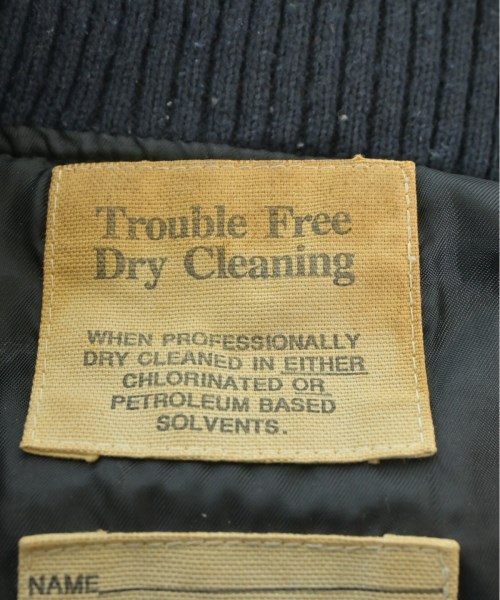 Trouble Free
Dry Cleaning
WHEN PROFESSIONALLY
DRY CLEANED IN EITHER
CHLORINATED OR
PETROLEUM BASED
SOLVENTS.
NAME